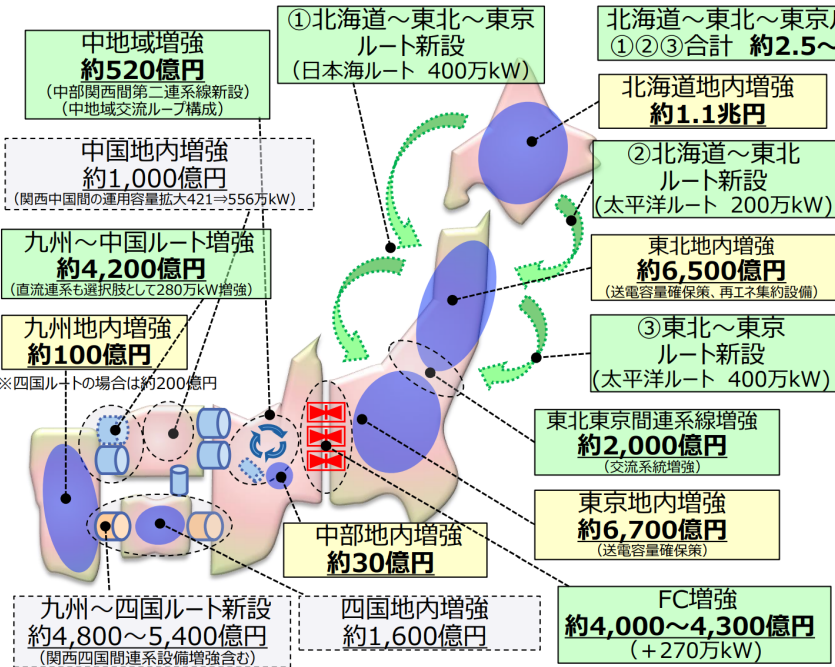 中地域増強
約520億円
(中部関西間第二連系線新設)
(中地域交流ループ構成)
①北海道～東北～東京
ルート新設
(日本海ルート 400万kW)
北海道～東北～東京
①②③合計 約2.5～
北海道地内増強
約1.1兆円
中国地内増強
約1,000億円
(関西中国間の運用容量拡大421⇒556万kW)
②北海道～東北
ルート新設
(太平洋ルート 200万kW)
九州～中国ルート増強
約4,200億円
(直流連系も選択肢として280万kW増強)
東北地内増強
約6,500億円
(送電容量確保策、再エネ集約設備)
九州地内増強
約100億円
※四国ルートの場合は約200億円
③東北～東京
ルート新設
(太平洋ルート 400万kW)
東北東京間連系線増強
約2,000億円
(交流系統増強)
東京地内増強
約6,700億円
(送電容量確保策)
中部地内増強
約30億円
九州～四国ルート新設
約4,800～5,400億円
(関西四国間連系設備増強含む)
四国地内増強
約1,600億円
FC増強
約4,000～4,300億円
(+270万kW)